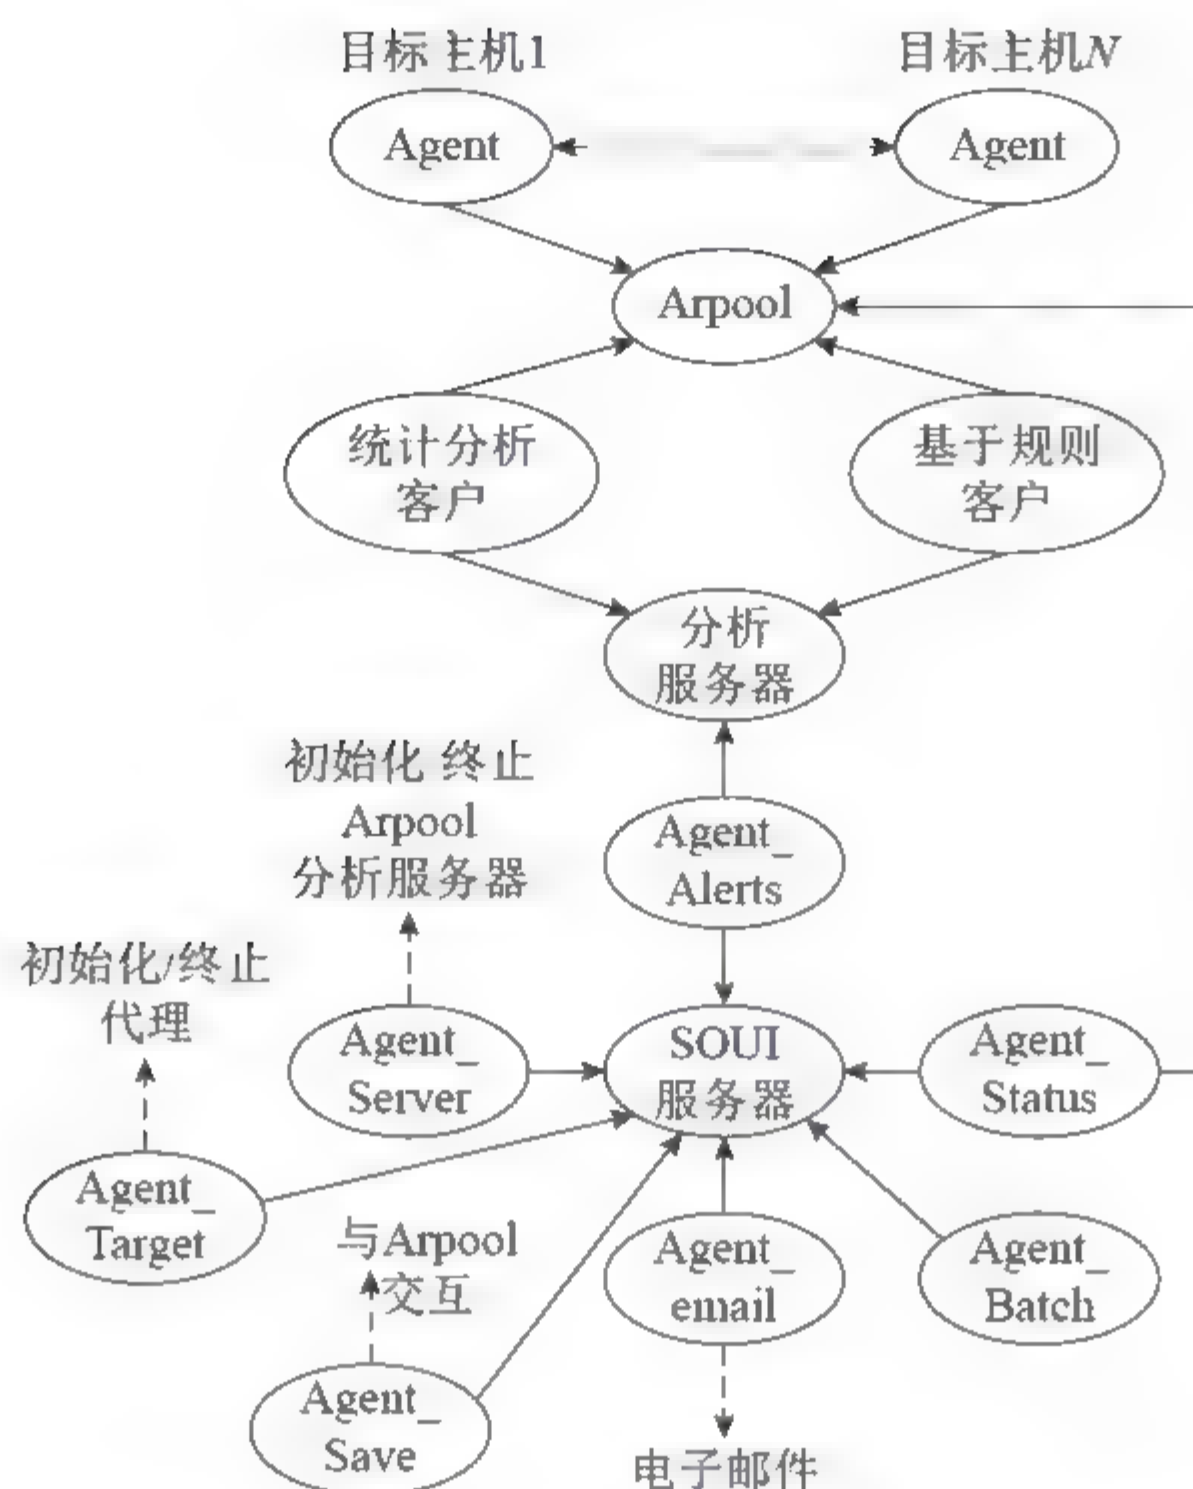 目标主机1
目标主机N
Agent
Agent
Arpool
统计分析
客户
基于规则
客户
分析
服务器
初始化 终止
Arpool
分析服务器
Agent_
Alerts
初始化/终止
代理
Agent_
Server
SOUI
服务器
Agent_
Status
Agent_
Target
与Arpool
交互
Agent_
email
Agent_
Batch
Agent_
Save
电子邮件